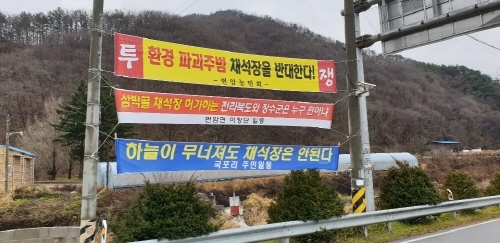 투 환경 파괴주범 채석장을 반대한다! 쟁
-번암농민회-
삼박골 채석장 허가하는 전라북도와 장수군은 누구 편이냐
번암면 이장단 일동
하늘이 무너져도 채석장은 안된다
국포리 주민일동